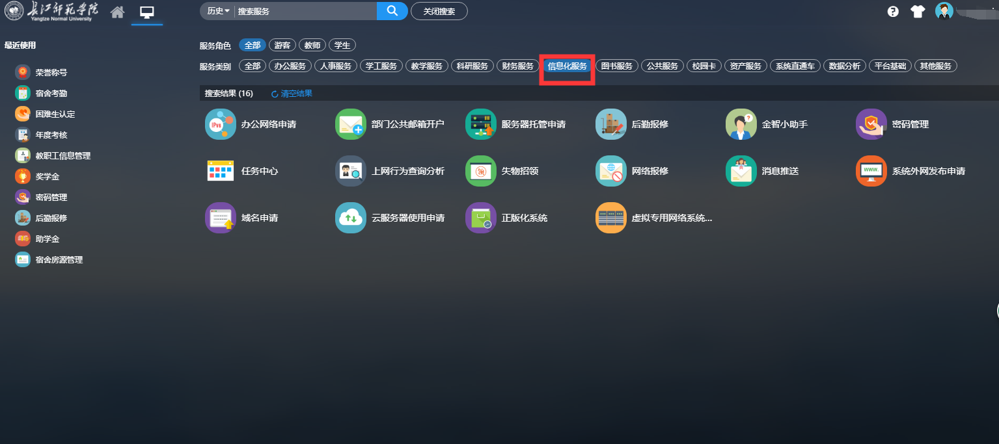 长江师范学院
Yangtze Normal University
历史 搜索服务 关闭搜索
最近使用
荣誉称号
宿舍考勤
困难生认定
年度考核
教职工信息管理
奖学金
密码管理
后勤报修
助学金
宿舍房源管理
服务角色 全部 游客 教师 学生
服务类别 全部 办公服务 人事服务 学工服务 教学服务 科研服务 财务服务 信息化服务 图书服务 公共服务 校园卡 资产服务 系统直通车 数据分析 平台基础 其他服务
搜索结果 (16) 清空结果
IPv6 办公网络申请 部门公共邮箱开户 服务器托管申请 后勤报修 金智小助手 密码管理
任务中心 上网行为查询分析 失物招领 网络报修 消息推送 www. 系统外网发布申请
域名申请 云服务器使用申请 正版化系统 虚拟专用网络系统...